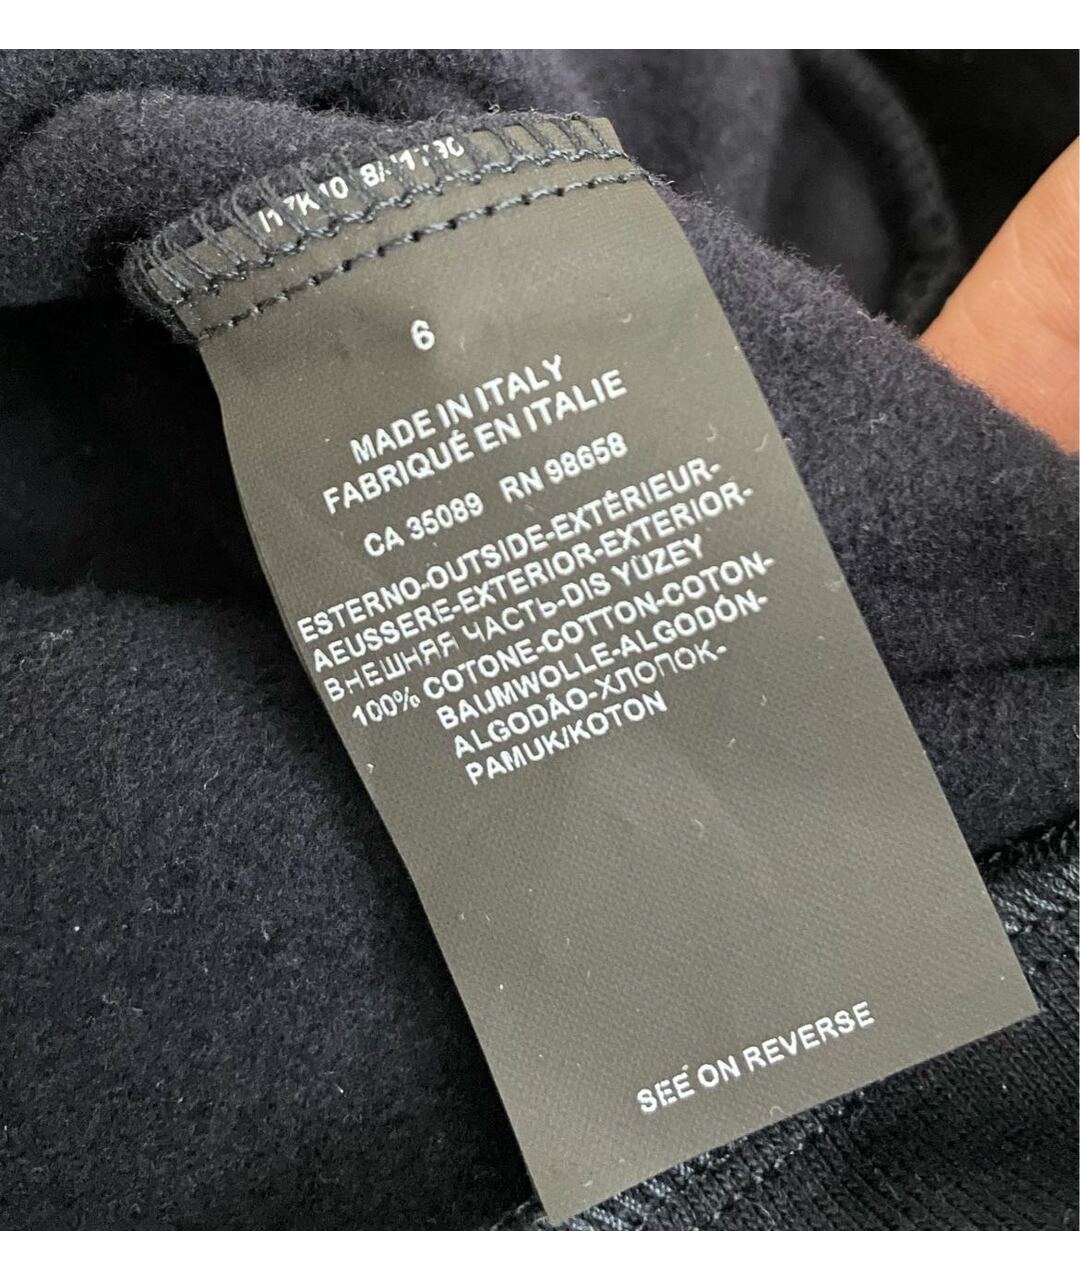 6
MADE IN ITALY
FABRIQUÉ EN ITALIE
CA 35089 RN 98658
ESTERNO-OUTSIDE-EXTÉRIEUR-
AEUSSERE-EXTERIOR-EXTERIOR-
ВНЕШНЯЯ ЧАСТЬ-DIS YÜZEY
100% COTONE-COTTON-COTON-
BAUMWOLLE-ALGODÓN-
ALGODÃO-ХЛОПОК-
PAMUK/KOTON
SEE ON REVERSE